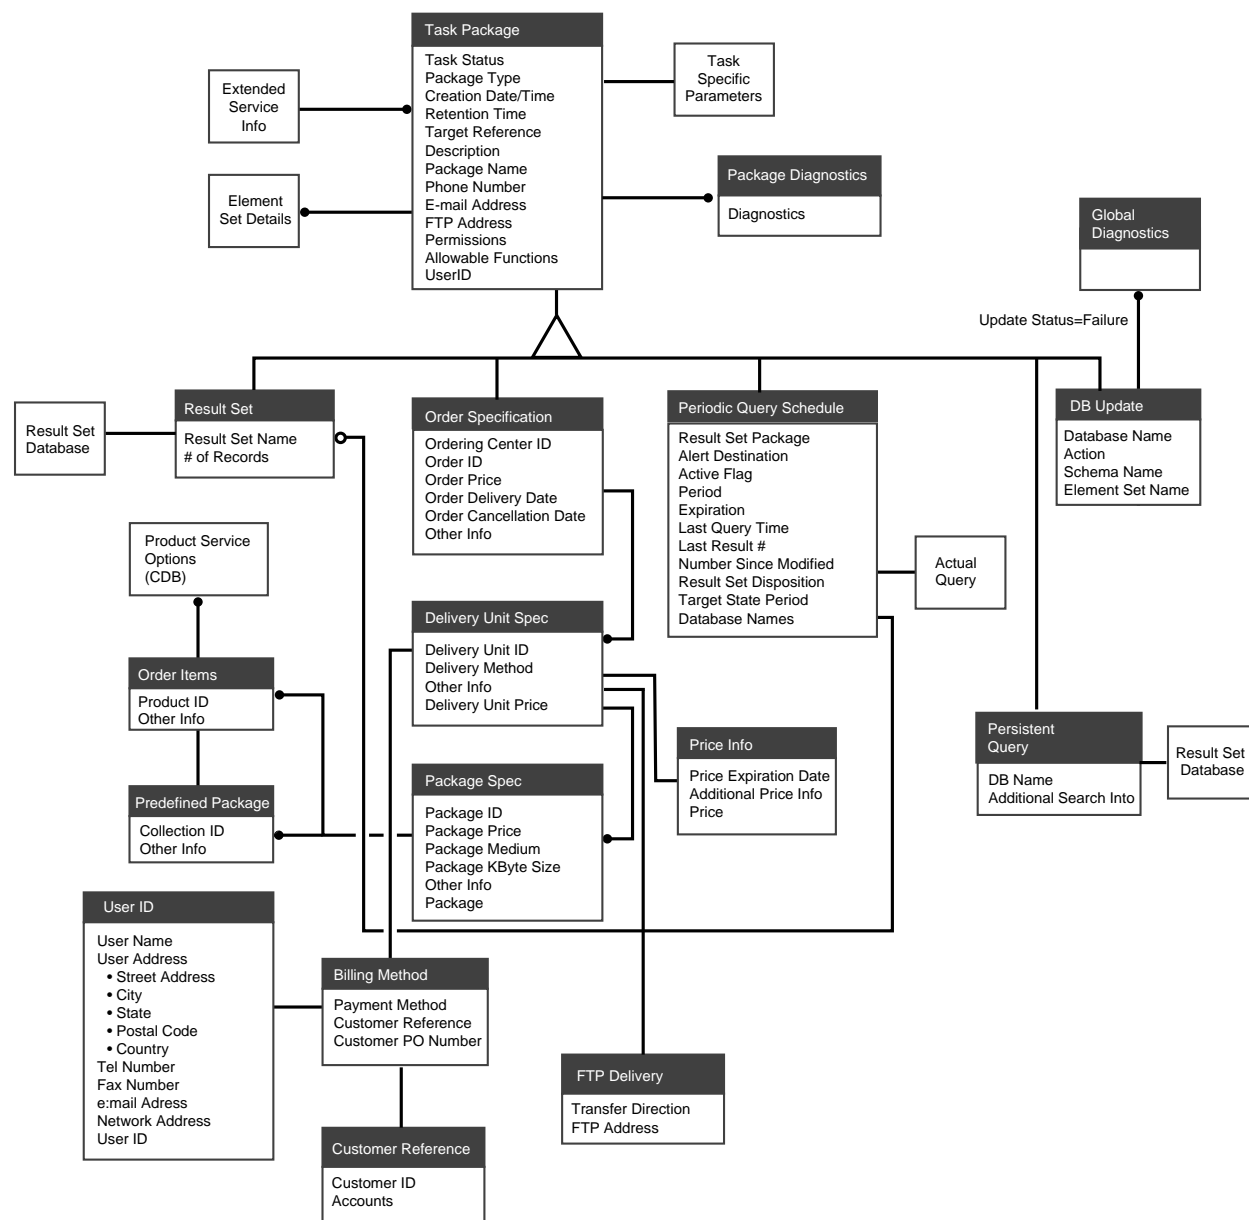 Task Package
Task Status
Package Type
Creation Date/Time
Retention Time
Target Reference
Description
Package Name
Phone Number
E-mail Address
FTP Address
Permissions
Allowable Functions
UserID
Extended
Service
Info
Element
Set Details
Task
Specific
Parameters
Package Diagnostics
Diagnostics
Global
Diagnostics
Update Status=Failure
Result Set
Database
Result Set
Result Set Name
# of Records
Order Specification
Ordering Center ID
Order ID
Order Price
Order Delivery Date
Order Cancellation Date
Other Info
Periodic Query Schedule
Result Set Package
Alert Destination
Active Flag
Period
Expiration
Last Query Time
Last Result #
Number Since Modified
Result Set Disposition
Target State Period
Database Names
DB Update
Database Name
Action
Schema Name
Element Set Name
Actual
Query
Product Service
Options
(CDB)
Order Items
Product ID
Other Info
Predefined Package
Collection ID
Other Info
Delivery Unit Spec
Delivery Unit ID
Delivery Method
Other Info
Delivery Unit Price
Package Spec
Package ID
Package Price
Package Medium
Package KByte Size
Other Info
Package
Price Info
Price Expiration Date
Additional Price Info
Price
Persistent
Query
DB Name
Additional Search Into
Result Set
Database
User ID
User Name
User Address
• Street Address
• City
• State
• Postal Code
• Country
Tel Number
Fax Number
e:mail Adress
Network Address
User ID
Billing Method
Payment Method
Customer Reference
Customer PO Number
FTP Delivery
Transfer Direction
FTP Address
Customer Reference
Customer ID
Accounts